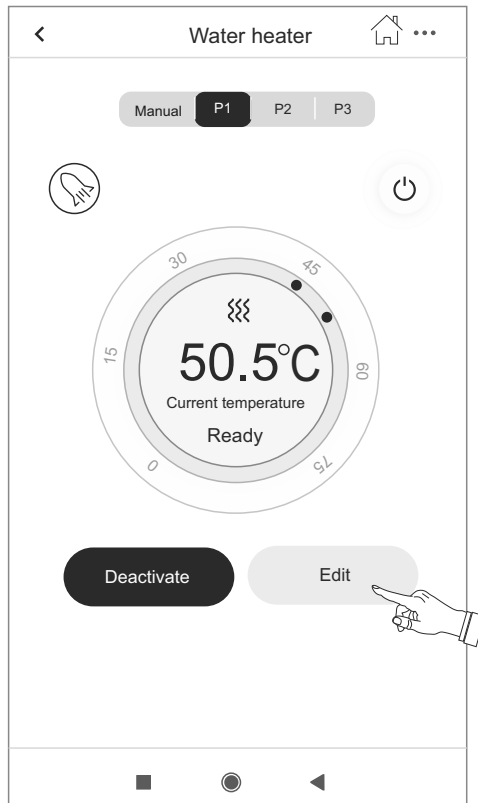 Water heater
Manual P1 P2 P3
30 45
15 60
0 75
50.5°C
Current temperature
Ready
Deactivate Edit